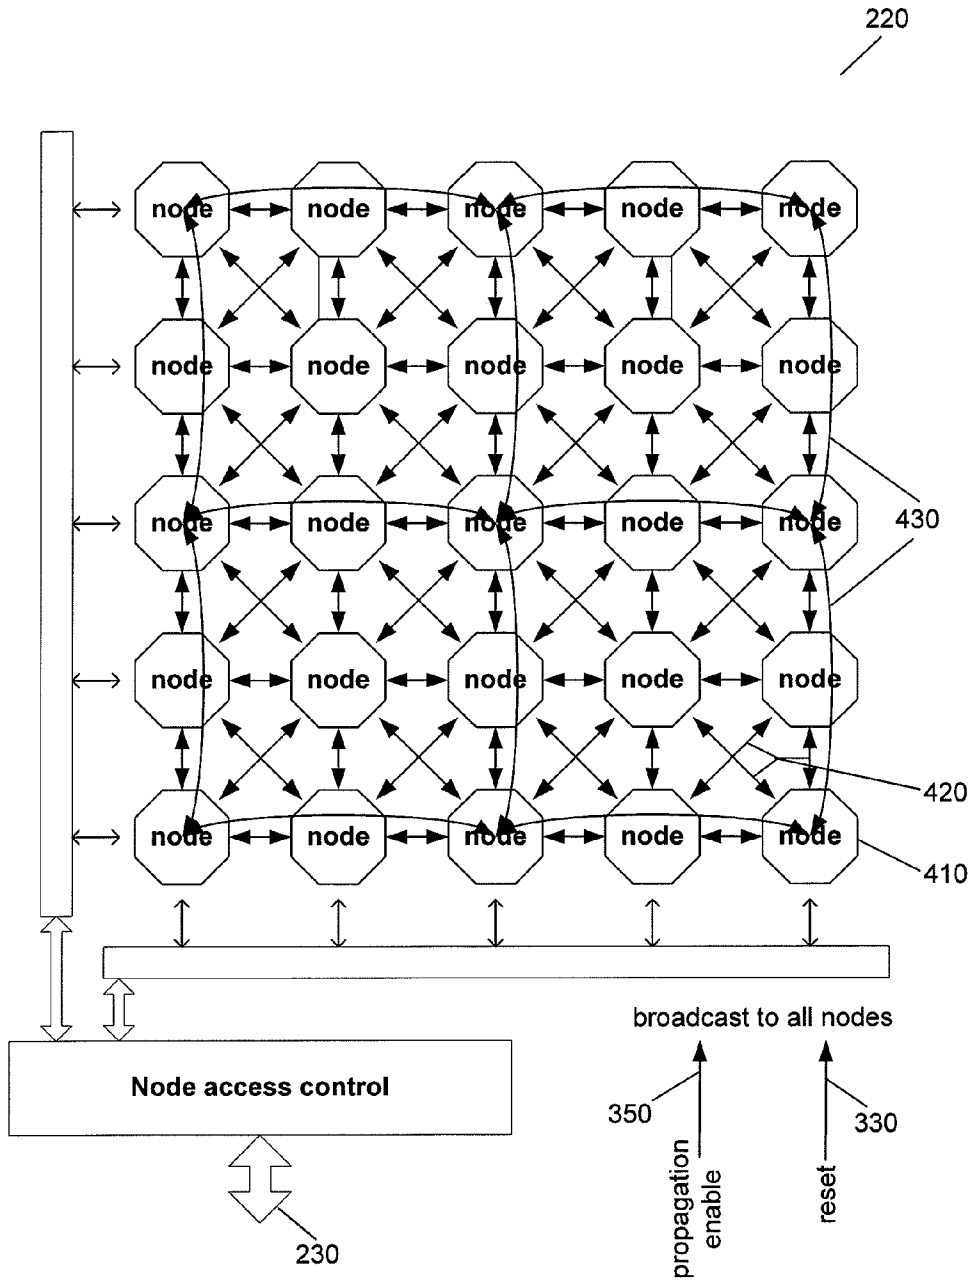 220
node node node node node
node node node node node
node node node node node
430
node node node node node
420
node node node node node
410
broadcast to all nodes
Node access control
350
330
propagation
enable
reset
230